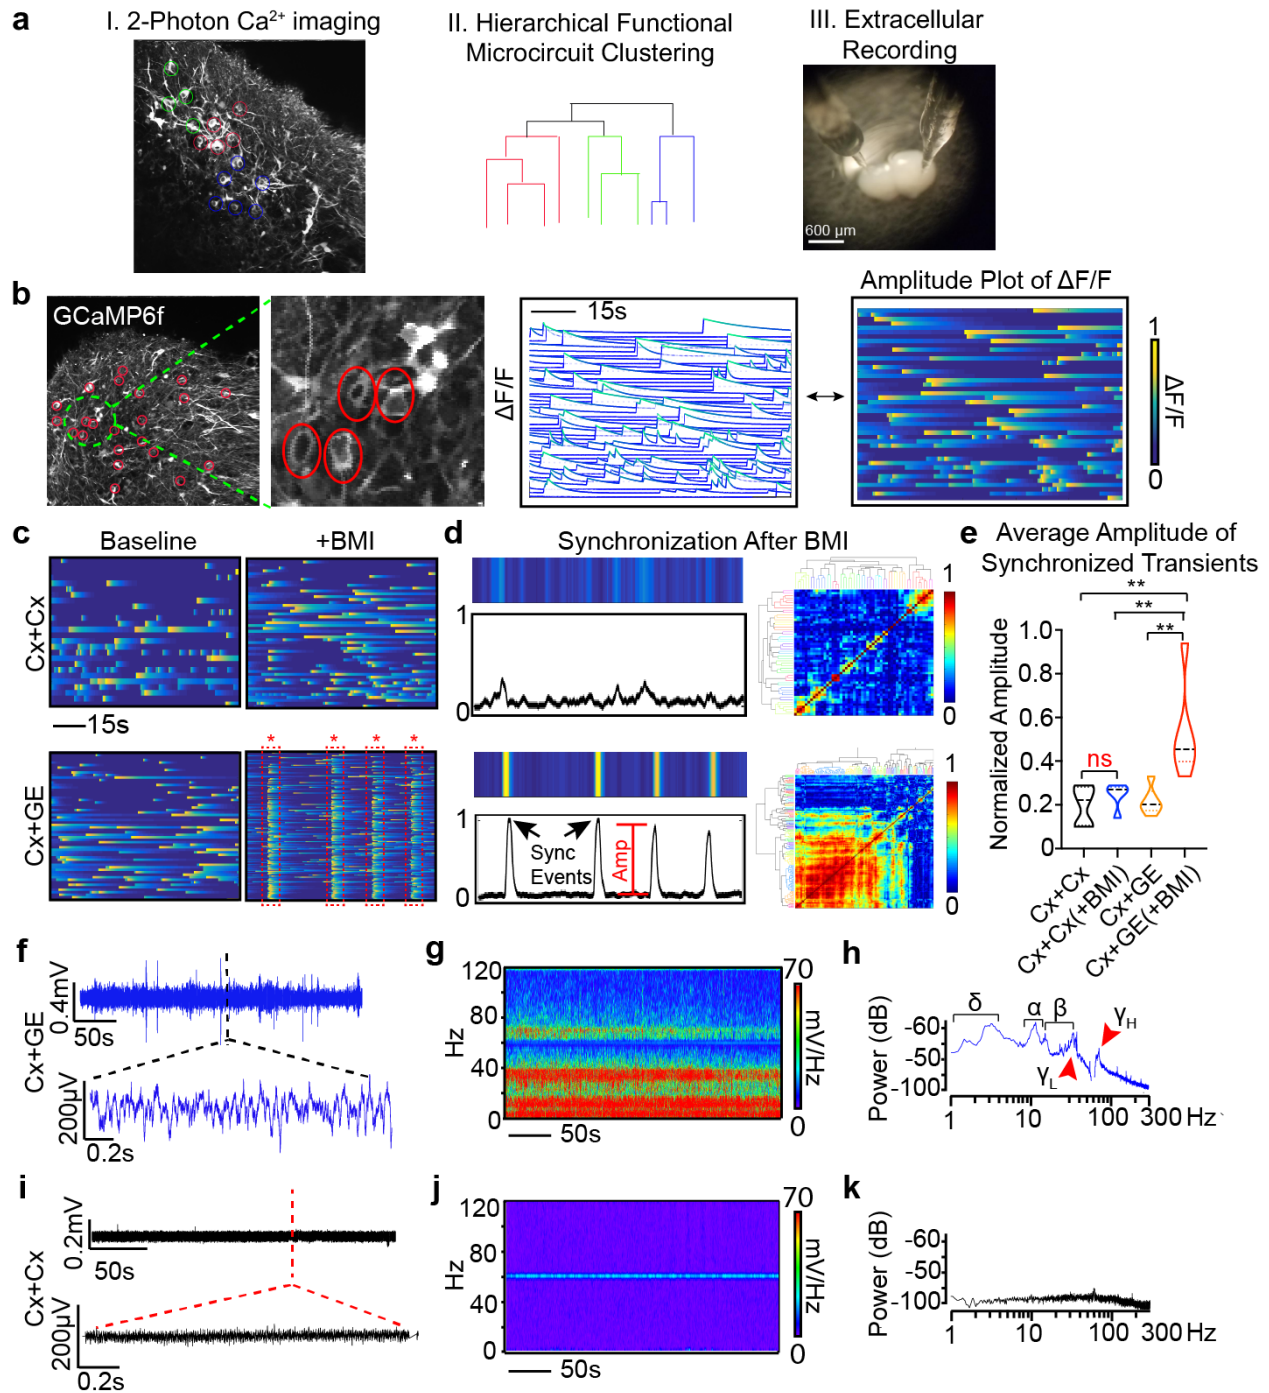 a
I. 2-Photon Ca²⁺ imaging
II. Hierarchical Functional
Microcircuit Clustering
III. Extracellular
Recording
600 µm
b
GCaMP6f
15s
ΔF/F
Amplitude Plot of ΔF/F
1
ΔF/F
0
c
Baseline
+BMI
Cx+Cx
15s
Cx+GE
* * * *
d
Synchronization After BMI
1
0
1
0
1
0
Sync
Events
Amp
1
0
e
Average Amplitude of
Synchronized Transients
**
**
**
ns
Normalized Amplitude
1.0
0.8
0.6
0.4
0.2
0
Cx+Cx
Cx+Cx(+BMI)
Cx+GE
Cx+GE(+BMI)
f
Cx+GE
0.4mV
50s
200µV
0.2s
g
Hz
120
80
40
0
50s
70
mV/Hz
0
h
Power (dB)
-60
-50
-100
δ
α
β
γL
γH
1 10 100 300 Hz
i
Cx+Cx
0.2mV
50s
200µV
0.2s
j
Hz
120
80
40
0
50s
70
mV/Hz
0
k
Power (dB)
-60
-50
-100
1 10 100 300 Hz